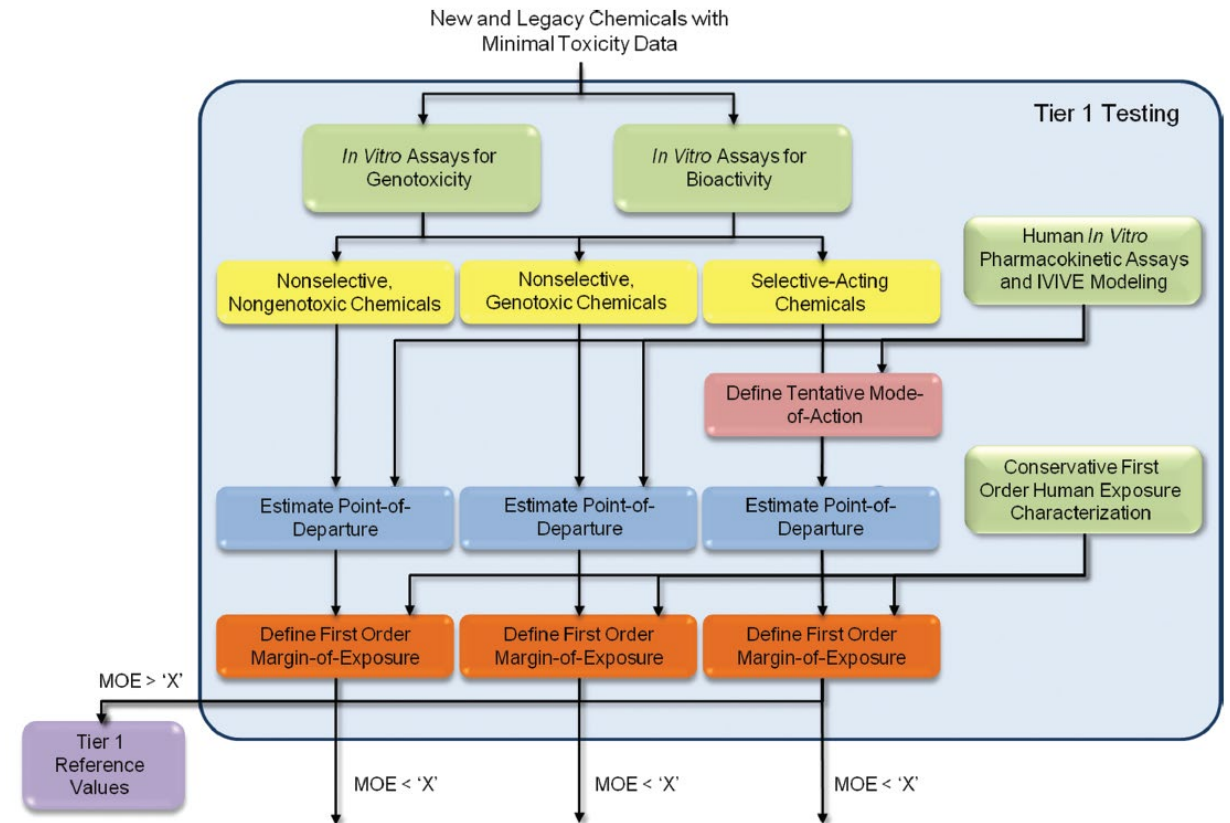 New and Legacy Chemicals with
Minimal Toxicity Data
Tier 1 Testing
In Vitro Assays for
Genotoxicity
In Vitro Assays for
Bioactivity
Human In Vitro
Pharmacokinetic Assays
and IVIVE Modeling
Nonselective,
Nongenotoxic Chemicals
Nonselective,
Genotoxic Chemicals
Selective-Acting
Chemicals
Define Tentative Mode-
of-Action
Conservative First
Order Human Exposure
Characterization
Estimate Point-of-
Departure
Estimate Point-of-
Departure
Estimate Point-of-
Departure
Define First Order
Margin-of-Exposure
Define First Order
Margin-of-Exposure
Define First Order
Margin-of-Exposure
MOE > ‘X’
Tier 1
Reference
Values
MOE < ‘X’
MOE < ‘X’
MOE < ‘X’